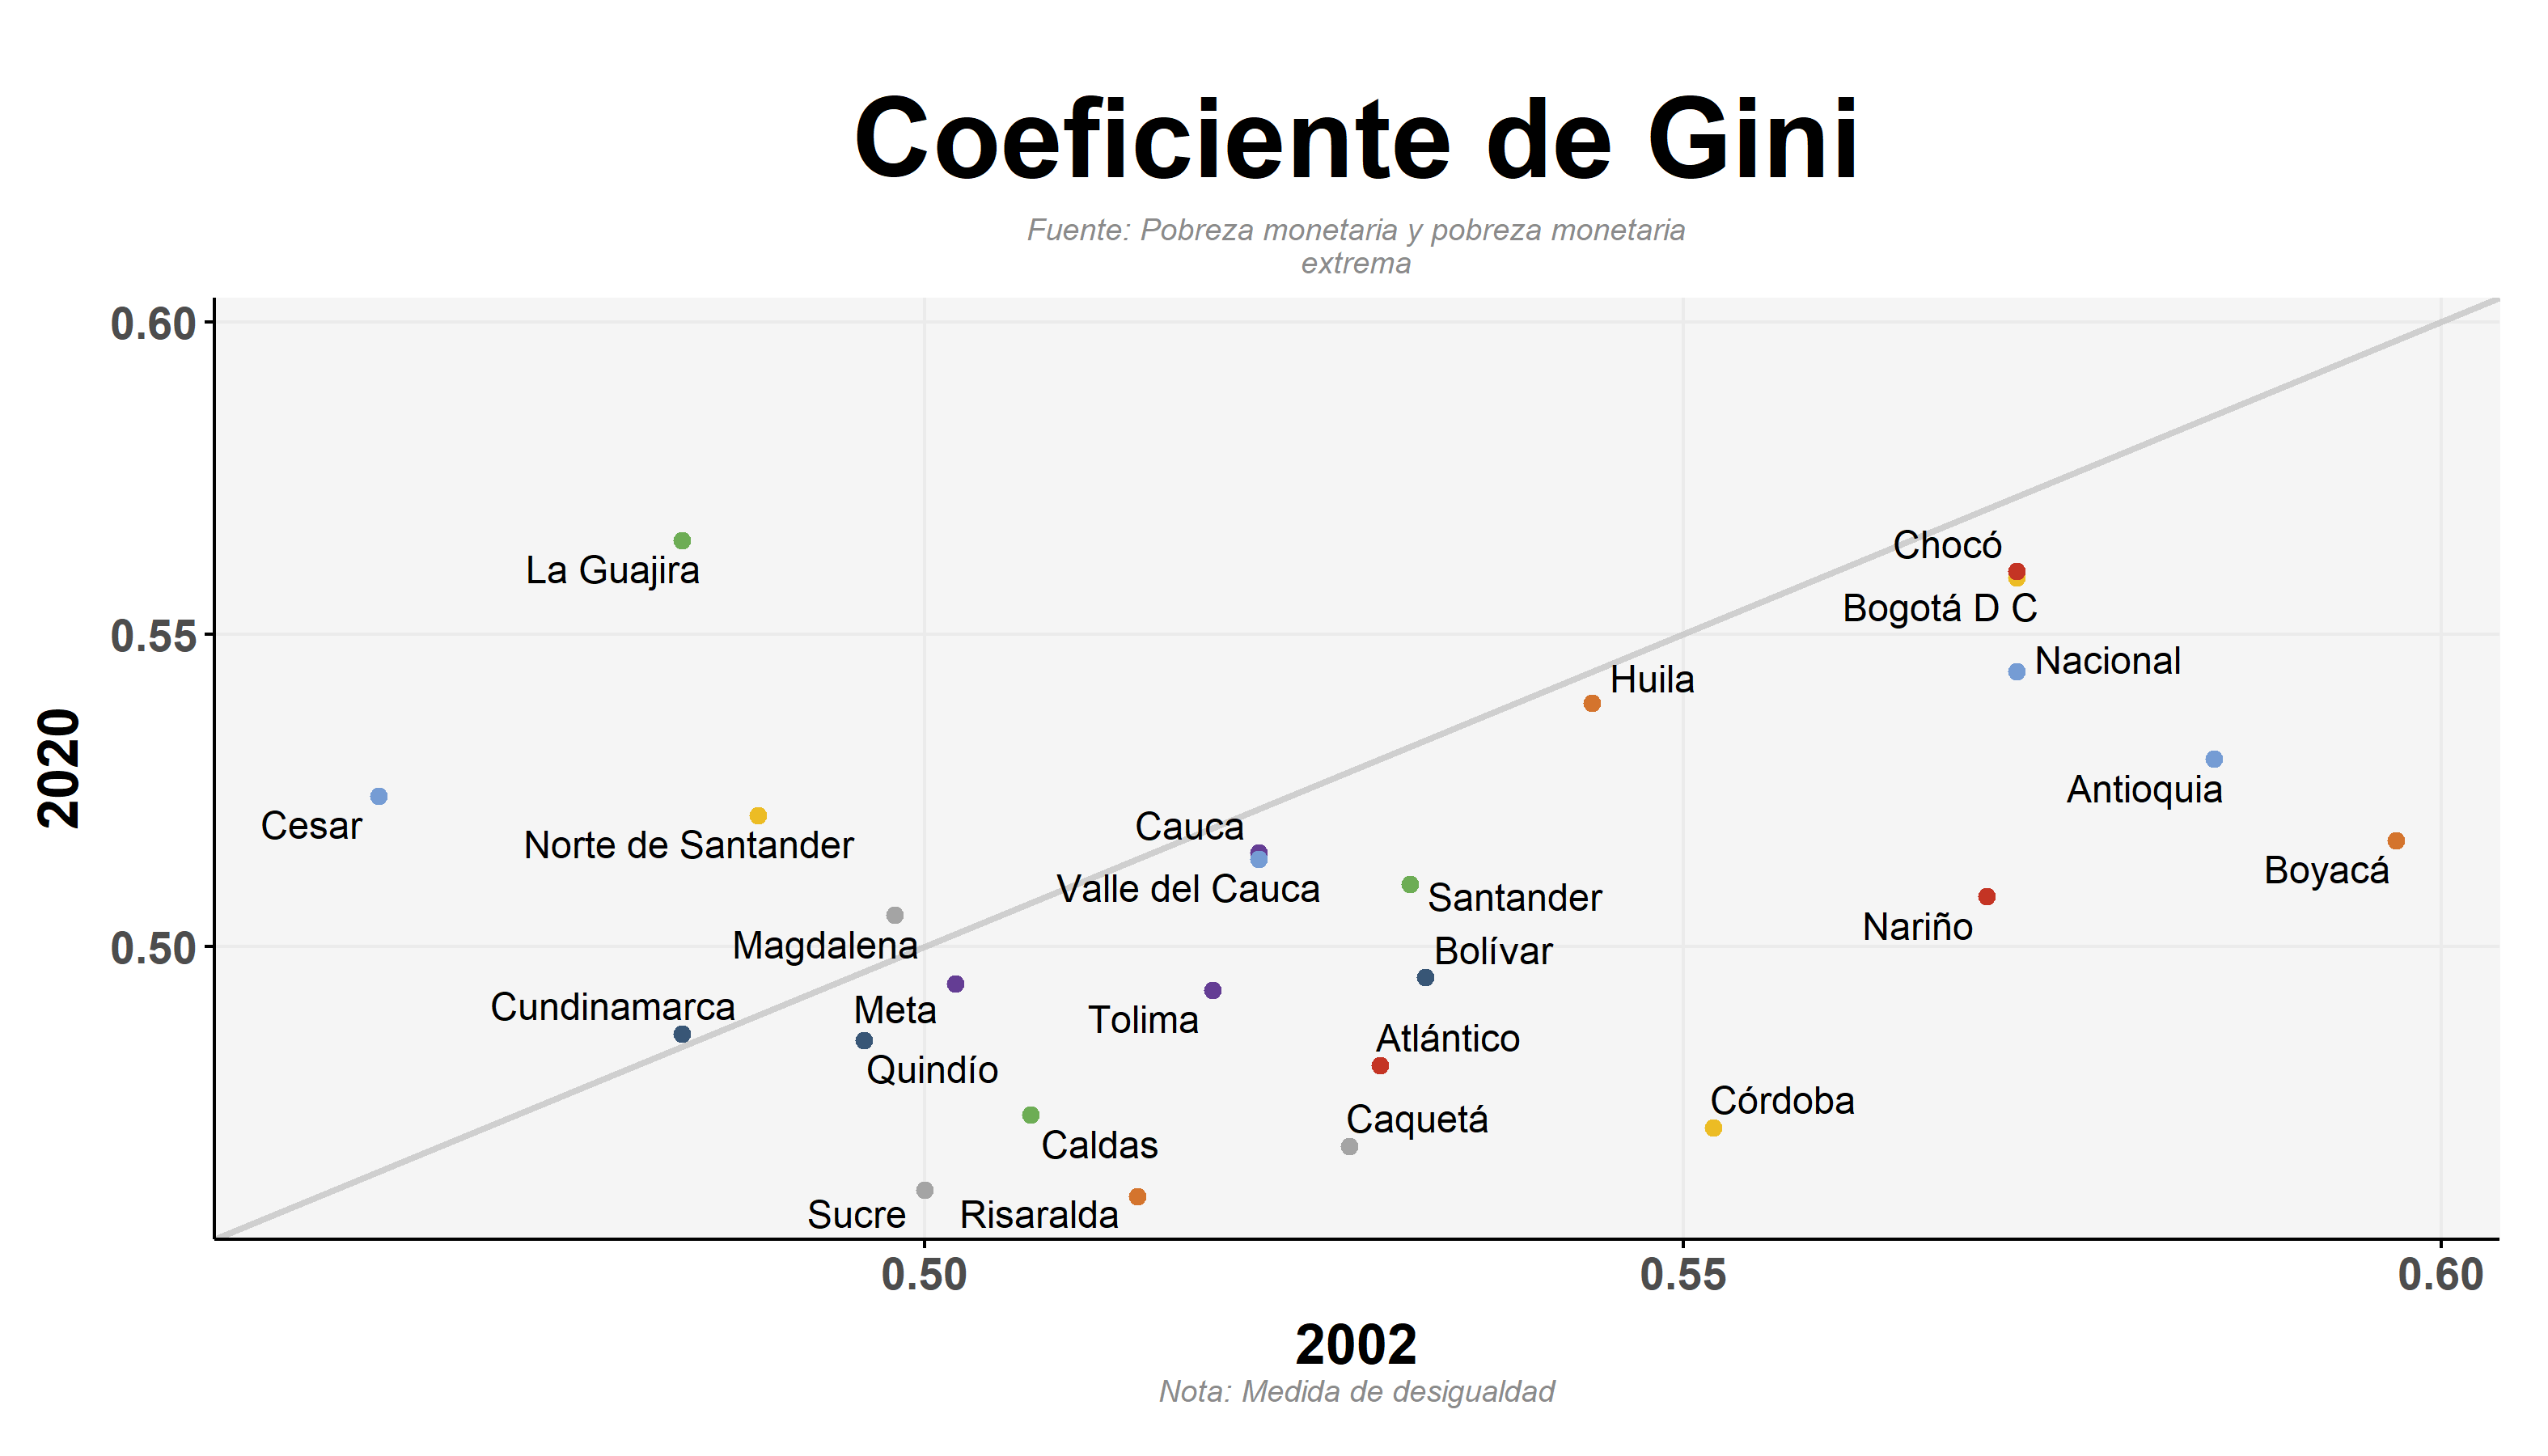 Coeficiente de Gini
Fuente: Pobreza monetaria y pobreza monetaria
extrema
0.60
0.55
0.50
2020
La Guajira
Chocó
Bogotá D C
Nacional
Huila
Antioquia
Cesar
Norte de Santander
Cauca
Valle del Cauca
Boyacá
Santander
Nariño
Magdalena
Bolívar
Cundinamarca
Meta
Tolima
Atlántico
Quindío
Córdoba
Caquetá
Caldas
Sucre
Risaralda
0.50
0.55
0.60
2002
Nota: Medida de desigualdad